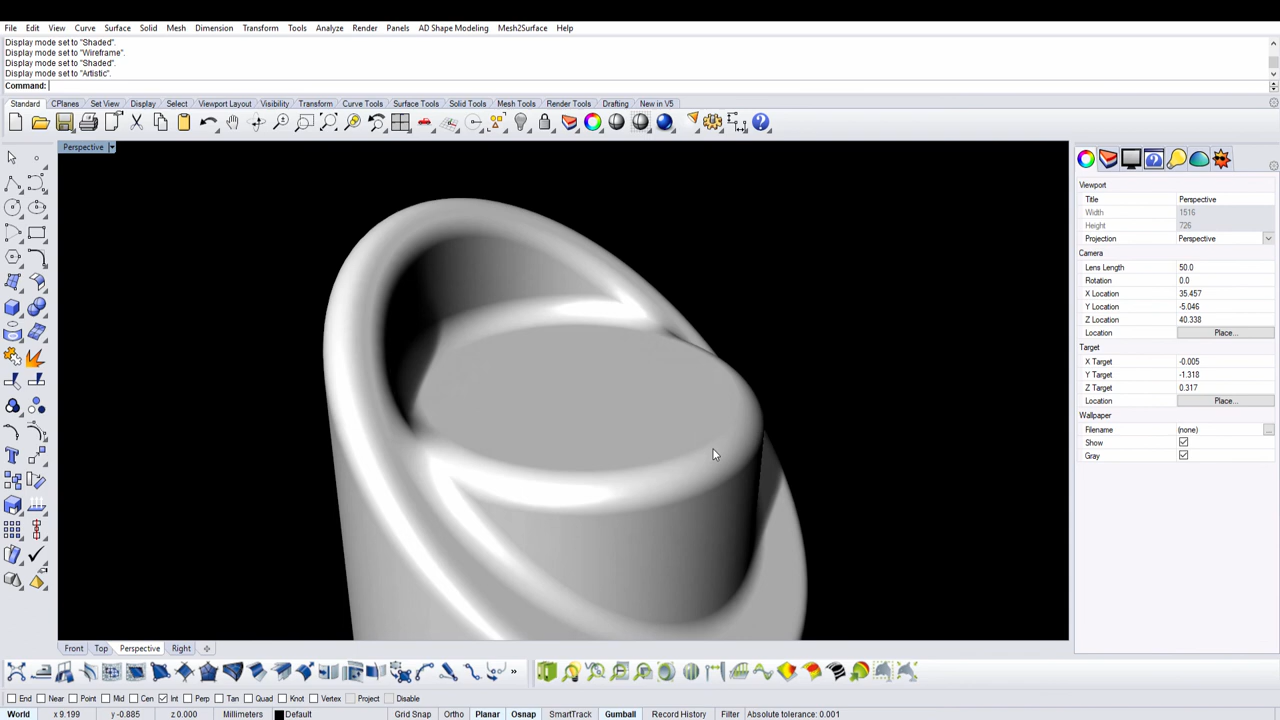 File Edit View Curve Surface Solid Mesh Dimension Transform Tools Analyze Render Panels AD Shape Modeling Mesh2Surface Help
Display mode set to "Shaded".
Display mode set to "Wireframe".
Display mode set to "Shaded".
Display mode set to "Artistic".
Command:
Standard CPlanes Set View Display Select Viewport Layout Visibility Transform Curve Tools Surface Tools Solid Tools Mesh Tools Render Tools Drafting New in V5
Perspective
Viewport
Title Perspective
Width 1516
Height 726
Projection Perspective
Camera
Lens Length 50.0
Rotation 0.0
X Location 35.457
Y Location -5.046
Z Location 40.338
Location Place...
Target
X Target -0.005
Y Target -1.318
Z Target 0.317
Location Place...
Wallpaper
Filename (none) ...
Show
Gray
Front Top Perspective Right
End Near Point Mid Cen Int Perp Tan Quad Knot Vertex Project Disable
World x 9.199 y -0.885 z 0.000 Millimeters Default Grid Snap Ortho Planar Osnap SmartTrack Gumball Record History Filter Absolute tolerance: 0.001